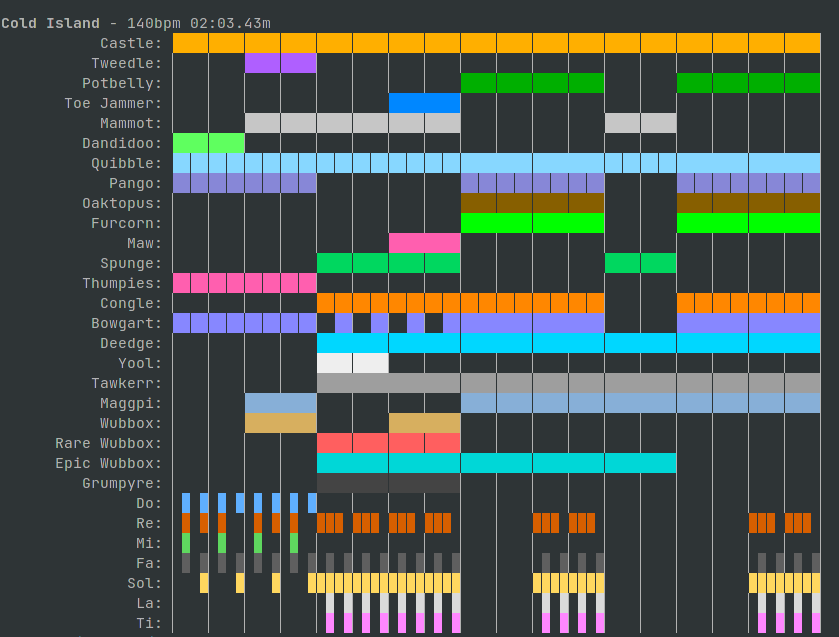 Cold Island - 140bpm 02:03.43m
Castle:
Tweedle:
Potbelly:
Toe Jammer:
Mammot:
Dandidoo:
Quibble:
Pango:
Oaktopus:
Furcorn:
Maw:
Spunge:
Thumpies:
Congle:
Bowgart:
Deedge:
Yool:
Tawkerr:
Maggpi:
Wubbox:
Rare Wubbox:
Epic Wubbox:
Grumpyre:
Do:
Re:
Mi:
Fa:
Sol:
La:
Ti: